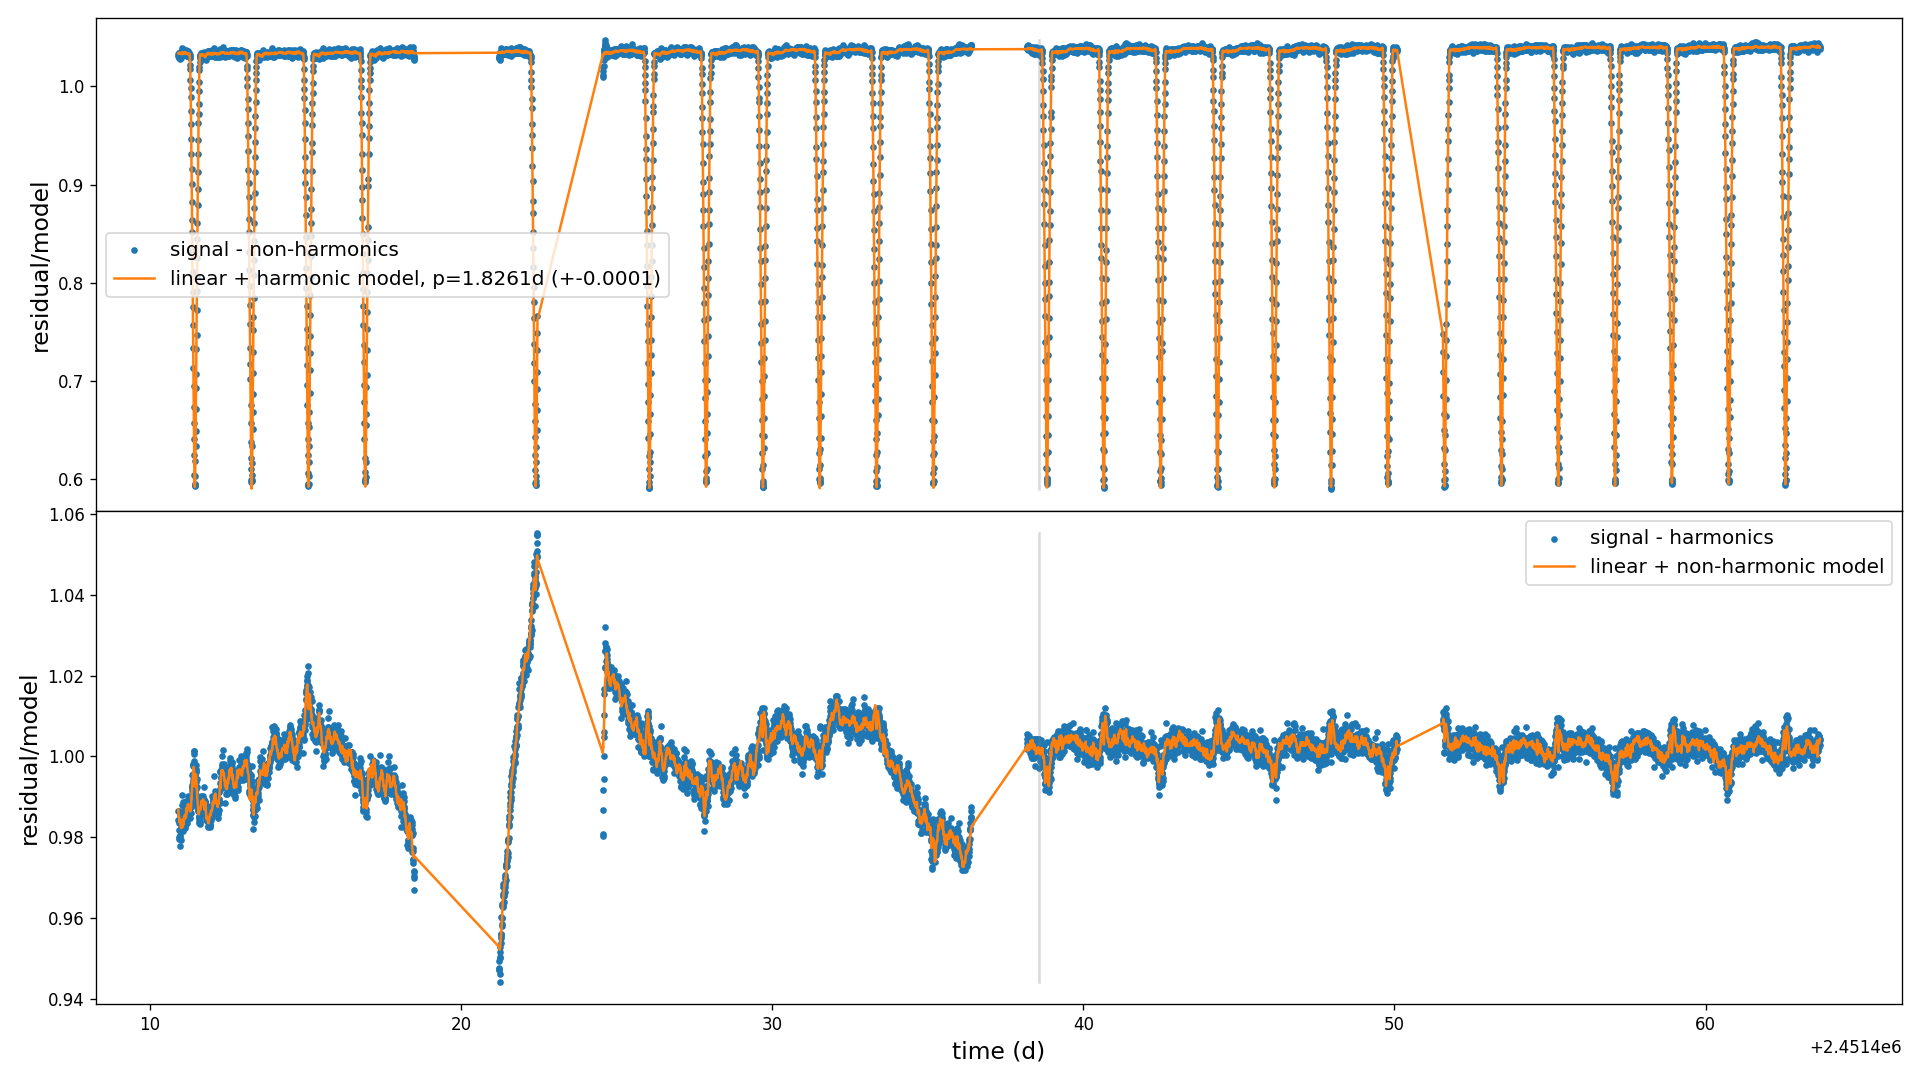 1.0
0.9
0.8
0.7
0.6
residual/model
signal - non-harmonics
linear + harmonic model, p=1.8261d (+-0.0001)
1.06
1.04
1.02
1.00
0.98
0.96
0.94
residual/model
signal - harmonics
linear + non-harmonic model
10 20 30 40 50 60
time (d)
+2.4514e6